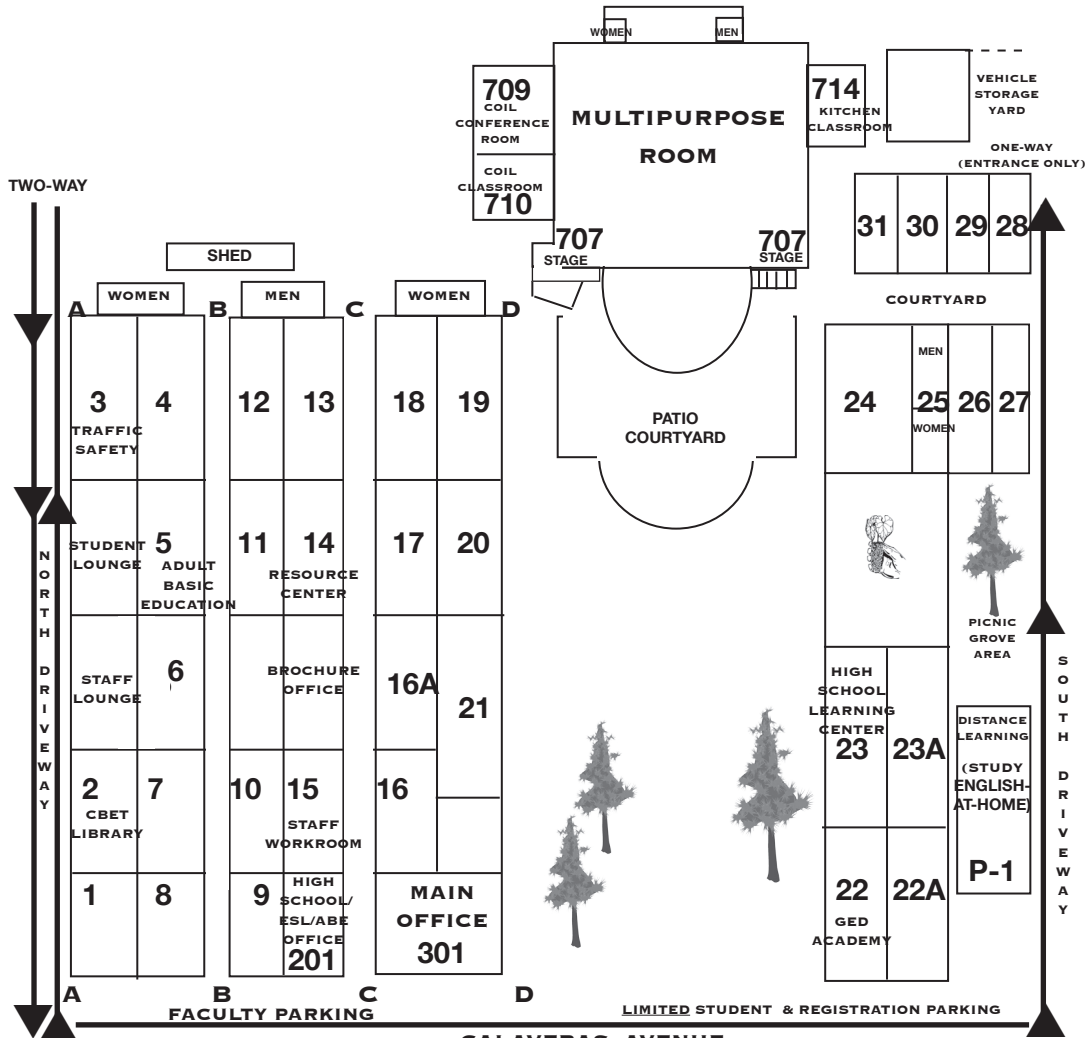 WOMEN
MEN
709
COIL
CONFERENCE
ROOM
COIL
CLASSROOM
710
MULTIPURPOSE
ROOM
714
KITCHEN
CLASSROOM
VEHICLE
STORAGE
YARD
ONE-WAY
(ENTRANCE ONLY)
TWO-WAY
707
STAGE
707
STAGE
31
30
29
28
SHED
COURTYARD
WOMEN
MEN
WOMEN
A
B
C
D
3
TRAFFIC
SAFETY
4
12
13
18
19
PATIO
COURTYARD
24
MEN
25
WOMEN
26
27
STUDENT
LOUNGE
5
ADULT
BASIC
EDUCATION
11
14
RESOURCE
CENTER
17
20
PICNIC
GROVE
AREA
NORTH DRIVEWAY
STAFF
LOUNGE
6
BROCHURE
OFFICE
16A
21
HIGH
SCHOOL
LEARNING
CENTER
23
23A
DISTANCE
LEARNING
(STUDY
ENGLISH-
AT-HOME)
P-1
SOUTH DRIVEWAY
2
CBET
LIBRARY
7
10
15
STAFF
WORKROOM
16
1
8
9
HIGH
SCHOOL/
ESL/ABE
OFFICE
201
MAIN
OFFICE
301
22
GED
ACADEMY
22A
A
B
C
D
FACULTY PARKING
LIMITED STUDENT & REGISTRATION PARKING
CALAVERAS AVENUE